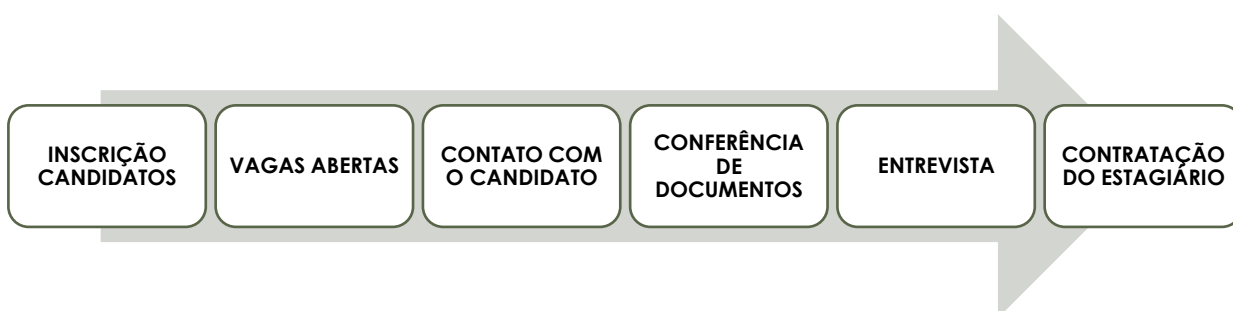 INSCRIÇÃO
CANDIDATOS
VAGAS ABERTAS
CONTATO COM
O CANDIDATO
CONFERÊNCIA
DE
DOCUMENTOS
ENTREVISTA
CONTRATAÇÃO
DO ESTAGIÁRIO